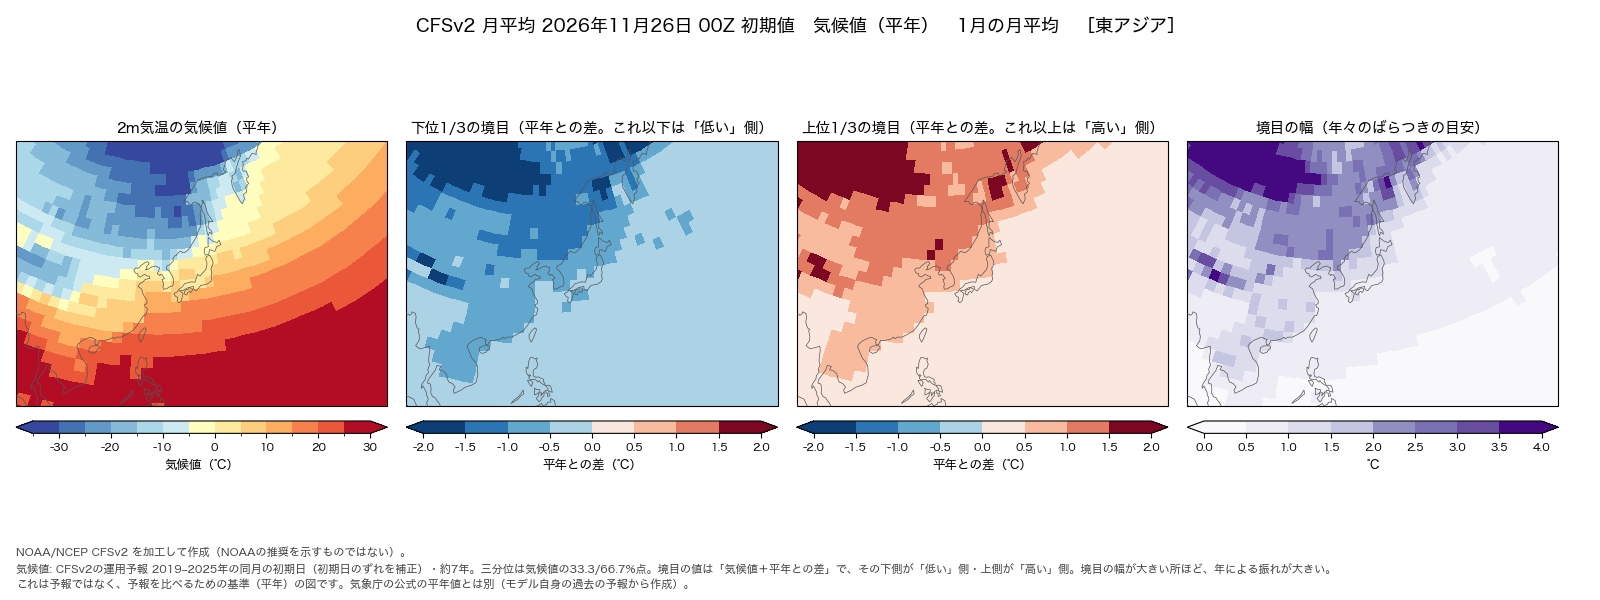 CFSv2 月平均 2026年11月26日 00Z 初期値　気候値（平年）　1月の月平均　［東アジア］
2m気温の気候値（平年）
下位1/3の境目（平年との差。これ以下は「低い」側）
上位1/3の境目（平年との差。これ以上は「高い」側）
境目の幅（年々のばらつきの目安）
-30 -20 -10 0 10 20 30
気候値（℃）
-2.0 -1.5 -1.0 -0.5 0.0 0.5 1.0 1.5 2.0
平年との差（℃）
-2.0 -1.5 -1.0 -0.5 0.0 0.5 1.0 1.5 2.0
平年との差（℃）
0.0 0.5 1.0 1.5 2.0 2.5 3.0 3.5 4.0
℃
NOAA/NCEP CFSv2 を加工して作成（NOAAの推奨を示すものではない）。
気候値: CFSv2の運用予報 2019–2025年の同月の初期日（初期日のずれを補正）・約7年。三分位は気候値の33.3/66.7%点。境目の値は「気候値＋平年との差」で、その下側が「低い」側・上側が「高い」側。境目の幅が大きい所ほど、年による振れが大きい。
これは予報ではなく、予報を比べるための基準（平年）の図です。気象庁の公式の平年値とは別（モデル自身の過去の予報から作成）。